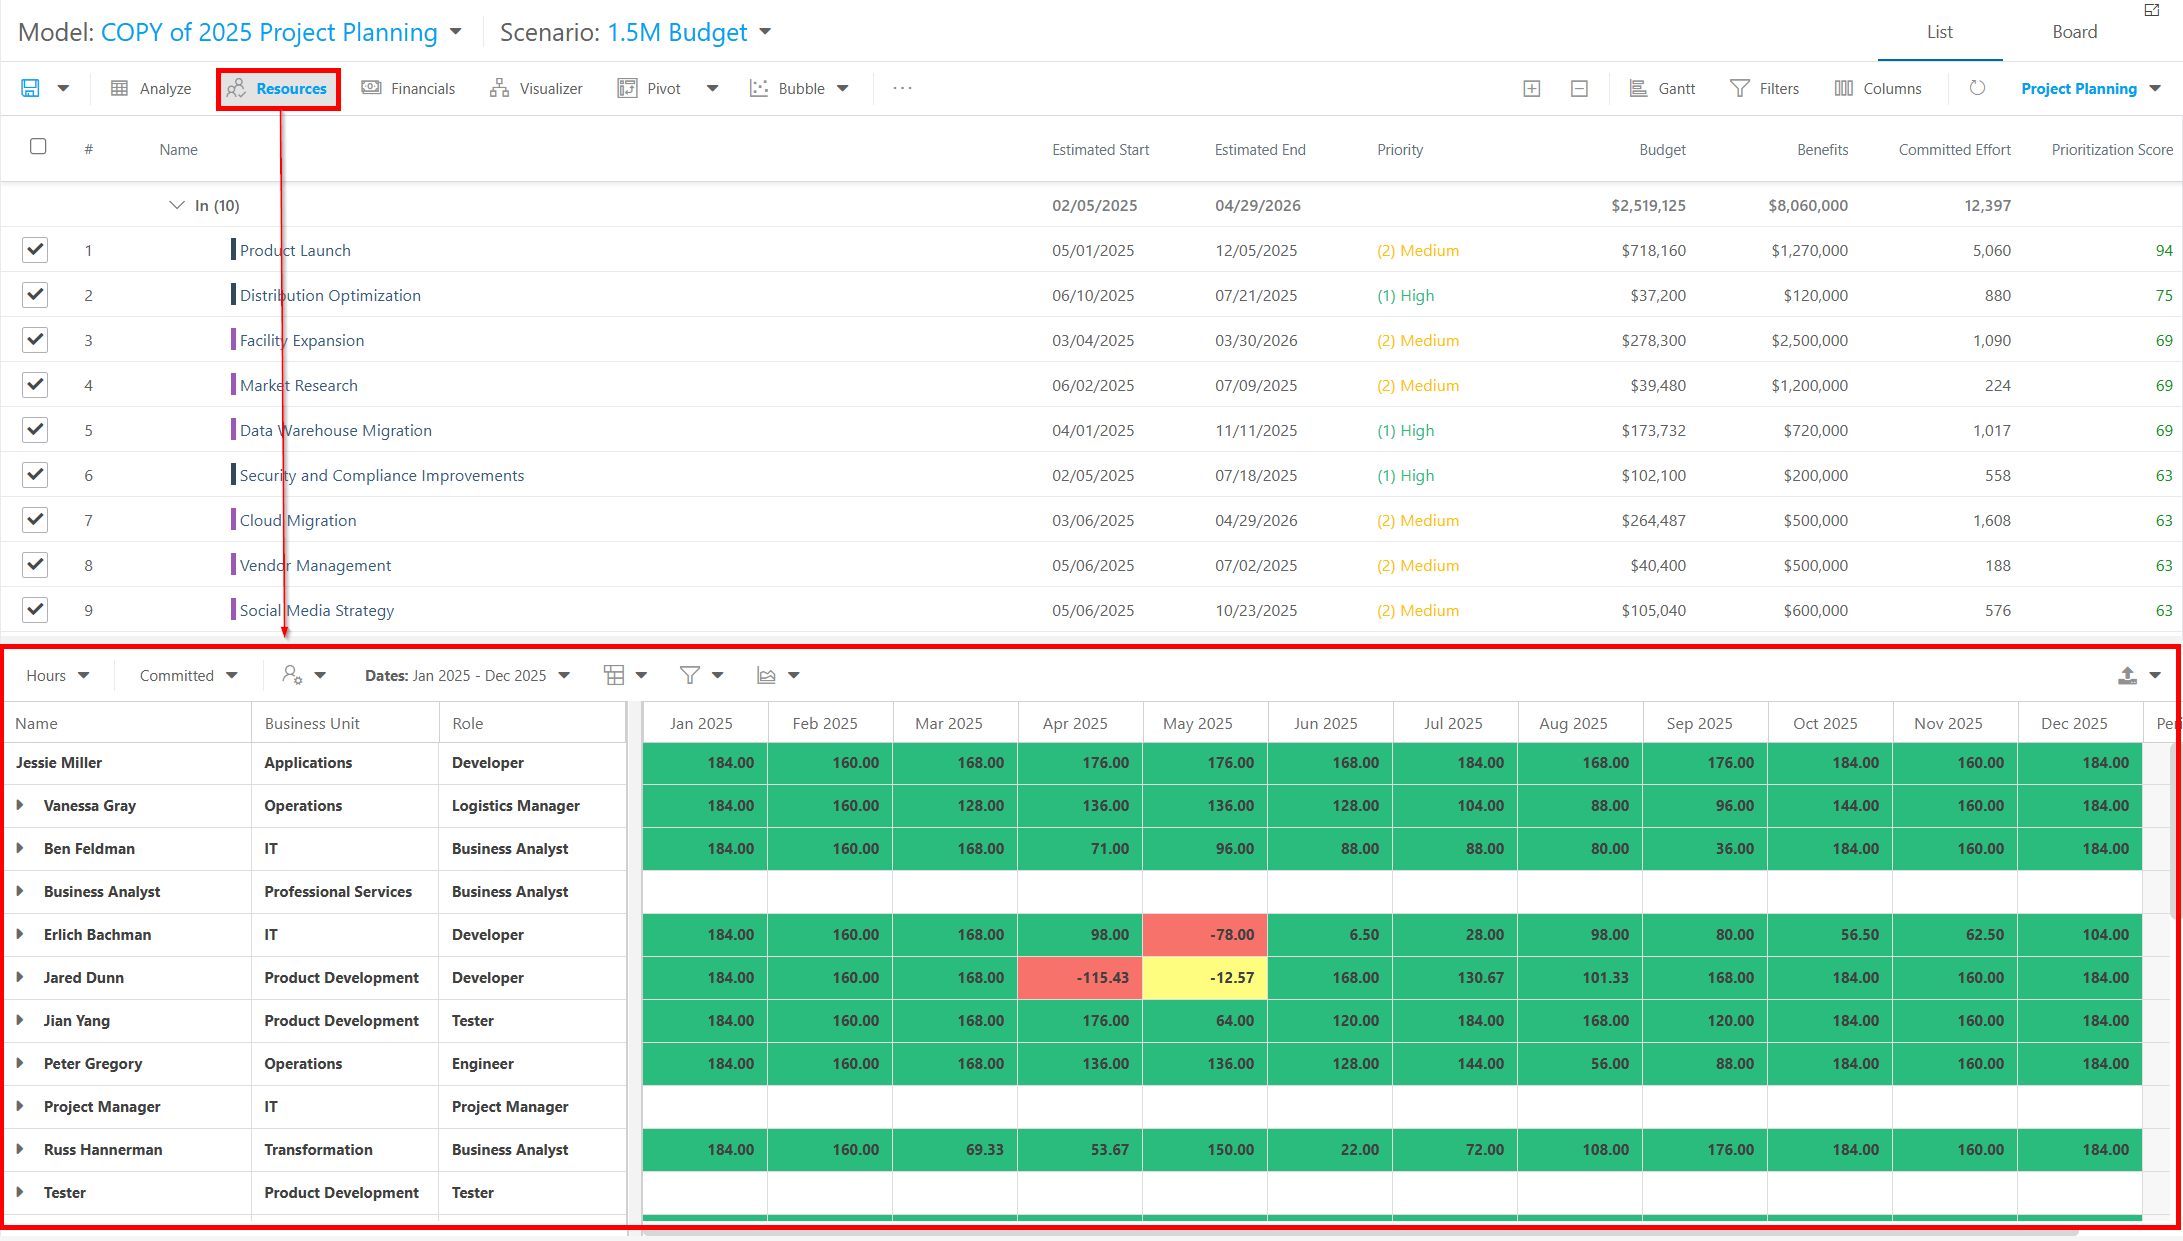 Model: COPY of 2025 Project Planning Scenario: 1.5M Budget List Board
Analyze Resources Financials Visualizer Pivot Bubble ... Gantt Filters Columns Project Planning
# Name Estimated Start Estimated End Priority Budget Benefits Committed Effort Prioritization Score
In (10) 02/05/2025 04/29/2026 $2,519,125 $8,060,000 12,397
1 Product Launch 05/01/2025 12/05/2025 (2) Medium $718,160 $1,270,000 5,060 94
2 Distribution Optimization 06/10/2025 07/21/2025 (1) High $37,200 $120,000 880 75
3 Facility Expansion 03/04/2025 03/30/2026 (2) Medium $278,300 $2,500,000 1,090 69
4 Market Research 06/02/2025 07/09/2025 (2) Medium $39,480 $1,200,000 224 69
5 Data Warehouse Migration 04/01/2025 11/11/2025 (1) High $173,732 $720,000 1,017 69
6 Security and Compliance Improvements 02/05/2025 07/18/2025 (1) High $102,100 $200,000 558 63
7 Cloud Migration 03/06/2025 04/29/2026 (2) Medium $264,487 $500,000 1,608 63
8 Vendor Management 05/06/2025 07/02/2025 (2) Medium $40,400 $500,000 188 63
9 Social Media Strategy 05/06/2025 10/23/2025 (2) Medium $105,040 $600,000 576 63
Hours Committed Dates: Jan 2025 - Dec 2025
Name Business Unit Role Jan 2025 Feb 2025 Mar 2025 Apr 2025 May 2025 Jun 2025 Jul 2025 Aug 2025 Sep 2025 Oct 2025 Nov 2025 Dec 2025
Jessie Miller Applications Developer 184.00 160.00 168.00 176.00 176.00 168.00 184.00 168.00 176.00 184.00 160.00 184.00
Vanessa Gray Operations Logistics Manager 184.00 160.00 128.00 136.00 136.00 128.00 104.00 88.00 96.00 144.00 160.00 184.00
Ben Feldman IT Business Analyst 184.00 160.00 168.00 71.00 96.00 88.00 88.00 80.00 36.00 184.00 160.00 184.00
Business Analyst Professional Services Business Analyst
Erlich Bachman IT Developer 184.00 160.00 168.00 98.00 -78.00 6.50 28.00 98.00 80.00 56.50 62.50 104.00
Jared Dunn Product Development Developer 184.00 160.00 168.00 -115.43 -12.57 168.00 130.67 101.33 168.00 184.00 160.00 184.00
Jian Yang Product Development Tester 184.00 160.00 168.00 176.00 64.00 120.00 184.00 168.00 120.00 184.00 160.00 184.00
Peter Gregory Operations Engineer 184.00 160.00 168.00 136.00 136.00 128.00 144.00 56.00 88.00 184.00 160.00 184.00
Project Manager IT Project Manager
Russ Hannerman Transformation Business Analyst 184.00 160.00 69.33 53.67 150.00 22.00 72.00 108.00 176.00 184.00 160.00 184.00
Tester Product Development Tester